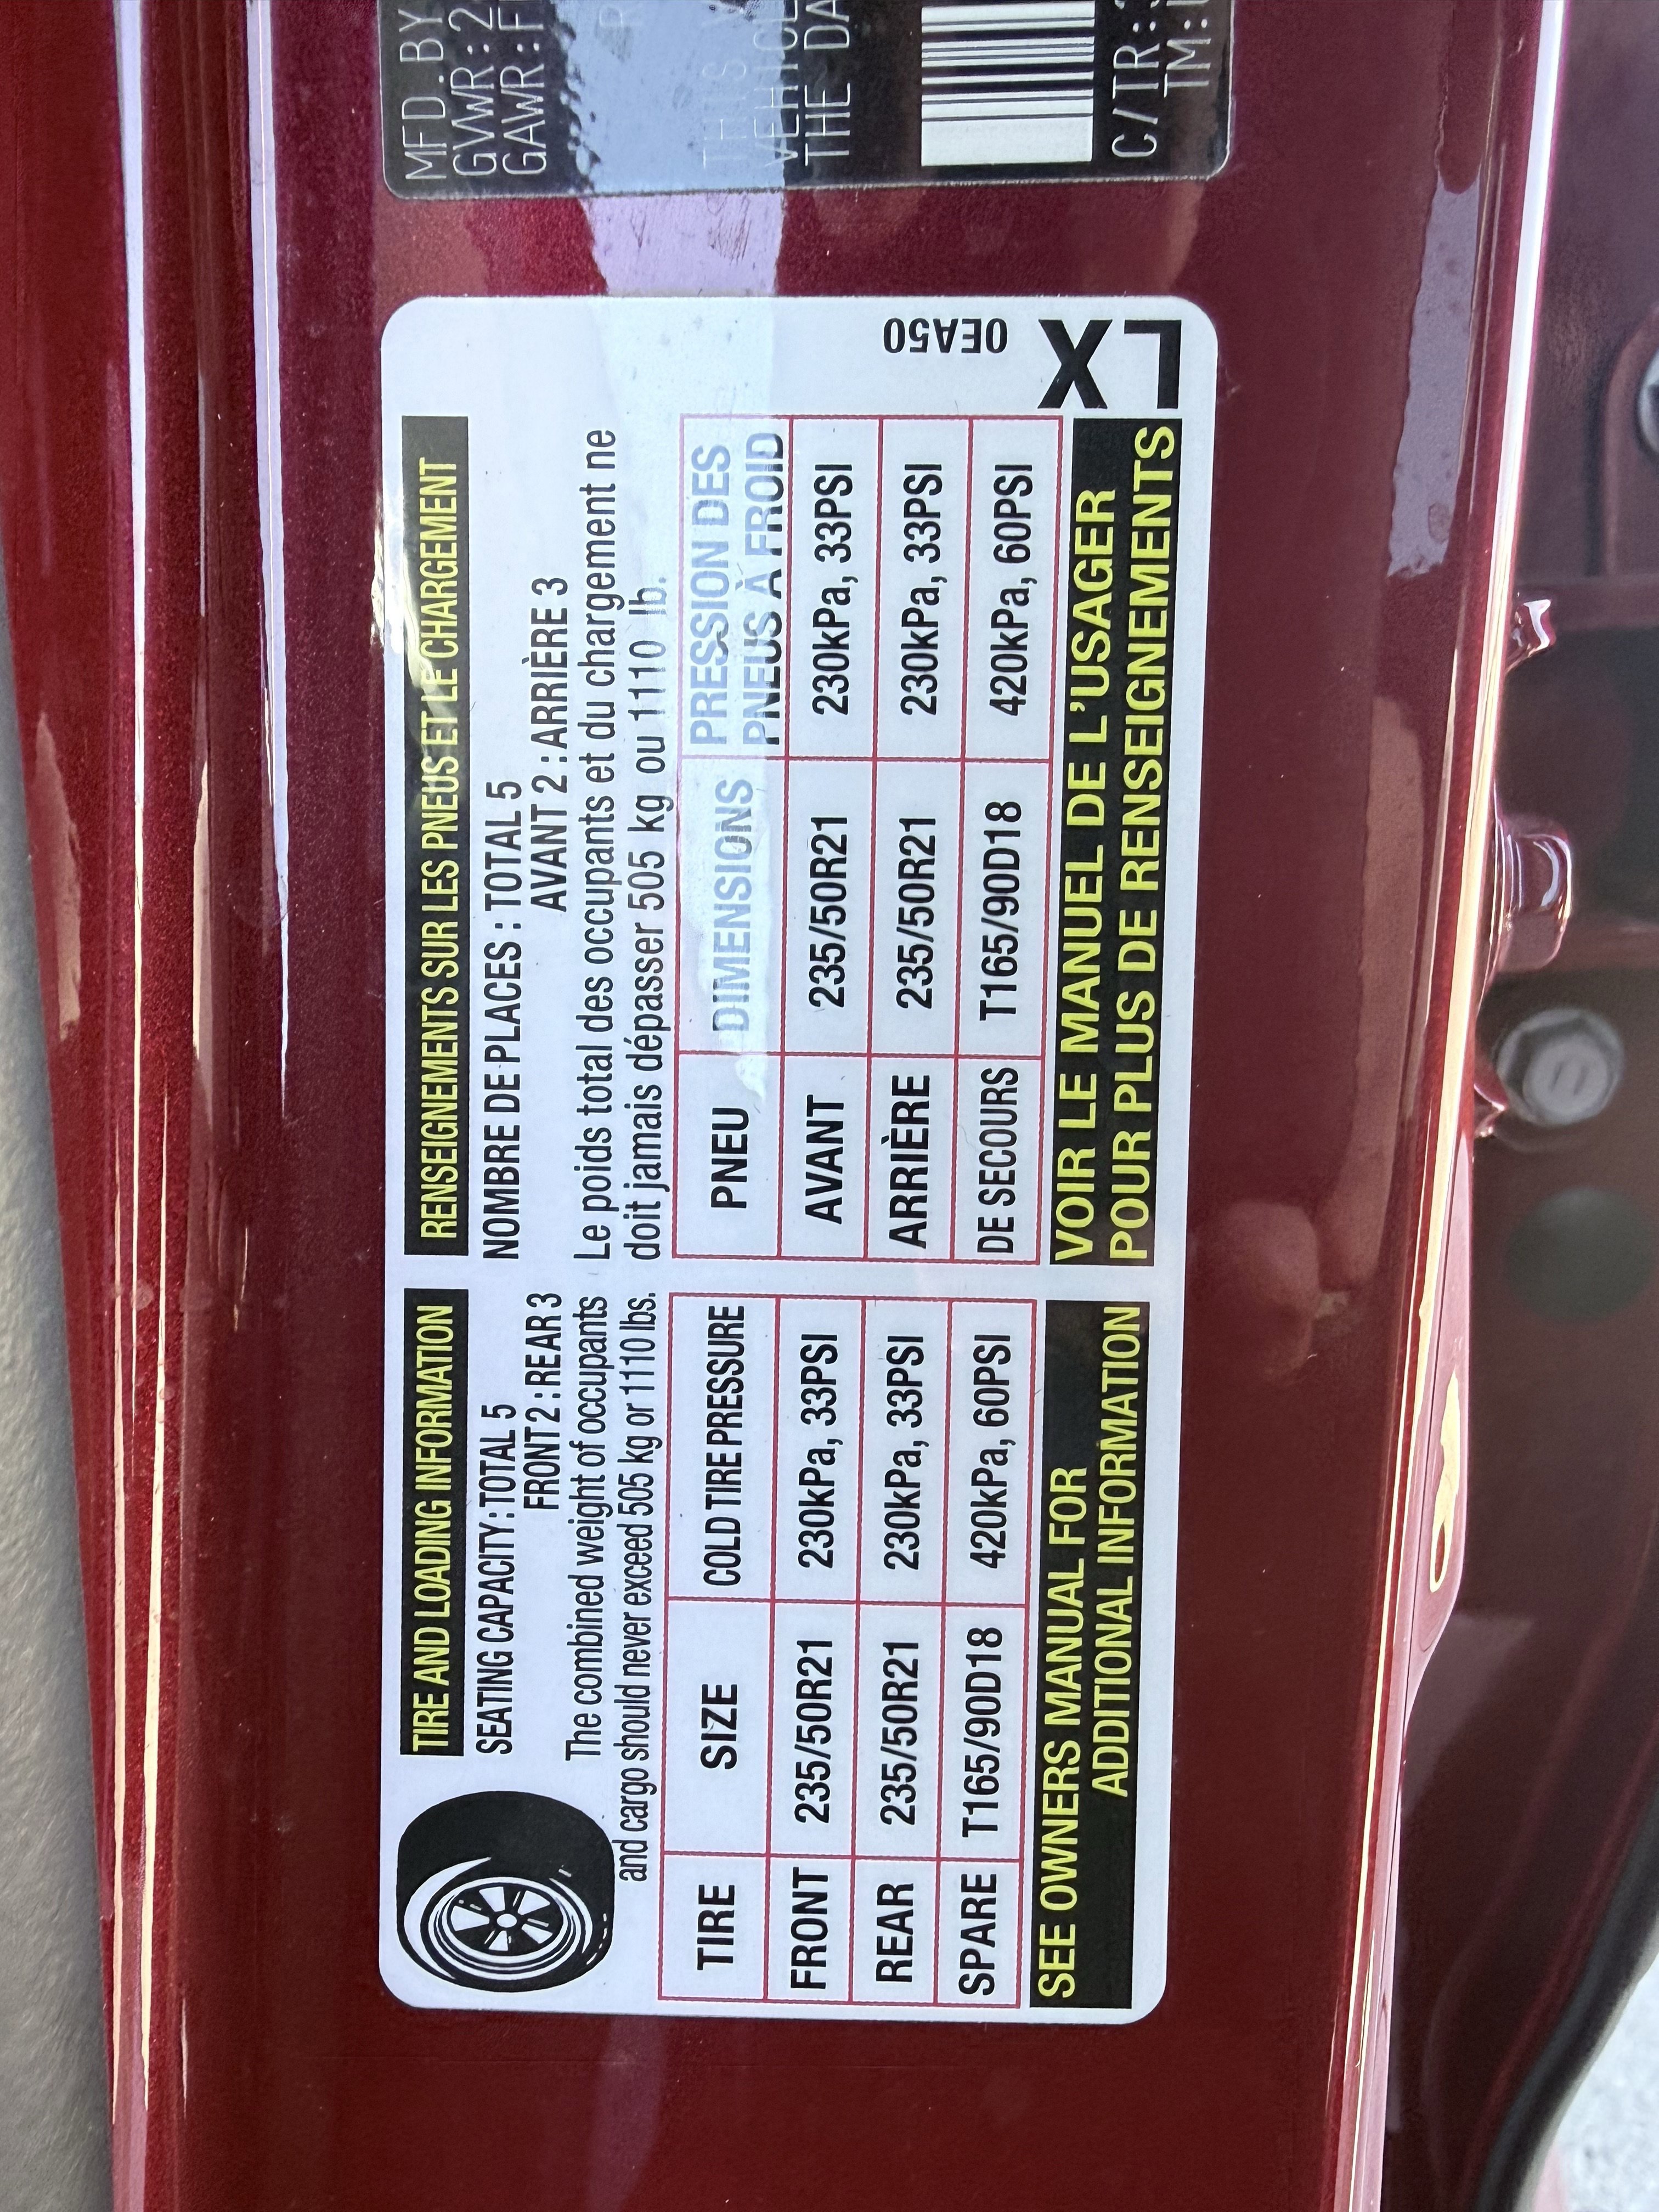 TIRE AND LOADING INFORMATION
SEATING CAPACITY: TOTAL 5
FRONT 2 : REAR 3
The combined weight of occupants
and cargo should never exceed 505 kg or 1110 lbs.
TIRE SIZE COLD TIRE PRESSURE
FRONT 235/50R21 230kPa, 33PSI
REAR 235/50R21 230kPa, 33PSI
SPARE T165/90D18 420kPa, 60PSI
SEE OWNERS MANUAL FOR
ADDITIONAL INFORMATION
RENSEIGNEMENTS SUR LES PNEUS ET LE CHARGEMENT
NOMBRE DE PLACES : TOTAL 5
AVANT 2 : ARRIÈRE 3
Le poids total des occupants et du chargement ne
doit jamais dépasser 505 kg ou 1110 lb.
PNEU DIMENSIONS PRESSION DES
PNEUS À FROID
AVANT 235/50R21 230kPa, 33PSI
ARRIÈRE 235/50R21 230kPa, 33PSI
DE SECOURS T165/90D18 420kPa, 60PSI
VOIR LE MANUEL DE L'USAGER
POUR PLUS DE RENSEIGNEMENTS
0EA50
LX
MFD.BY
GVWR:2
GAWR:F
THIS
VEHICLE
THE DA
C/TR:
TM: